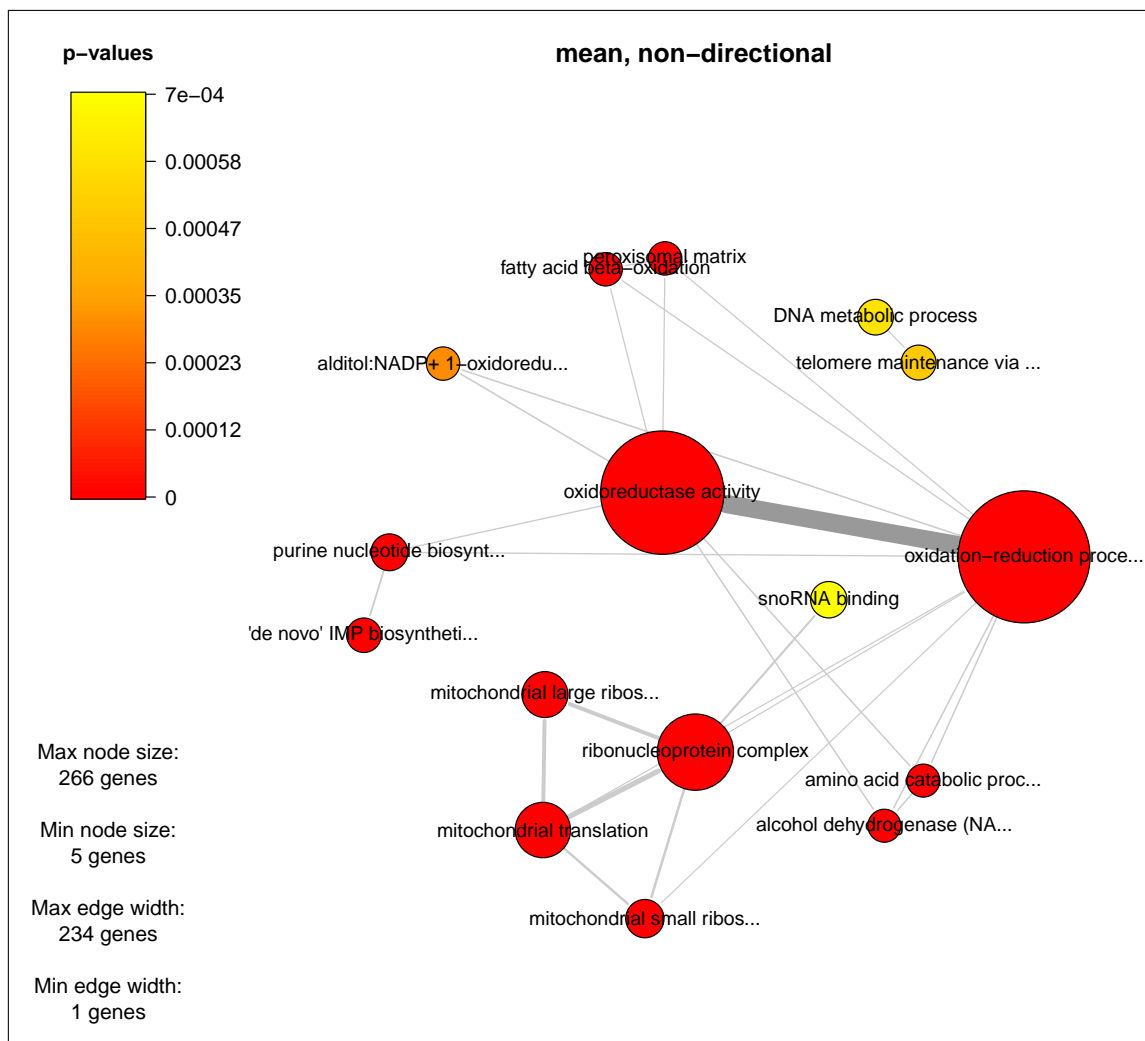 p−values
mean, non−directional
7e−04
0.00058
0.00047
0.00035
0.00023
0.00012
0
peroxisomal matrix
fatty acid beta−oxidation
DNA metabolic process
alditol:NADP+ 1−oxidoredu...
telomere maintenance via ...
oxidoreductase activity
purine nucleotide biosynt...
oxidation−reduction proce...
snoRNA binding
'de novo' IMP biosyntheti...
mitochondrial large ribos...
ribonucleoprotein complex
amino acid catabolic proc...
mitochondrial translation
alcohol dehydrogenase (NA...
mitochondrial small ribos...
Max node size:
266 genes
Min node size:
5 genes
Max edge width:
234 genes
Min edge width:
1 genes